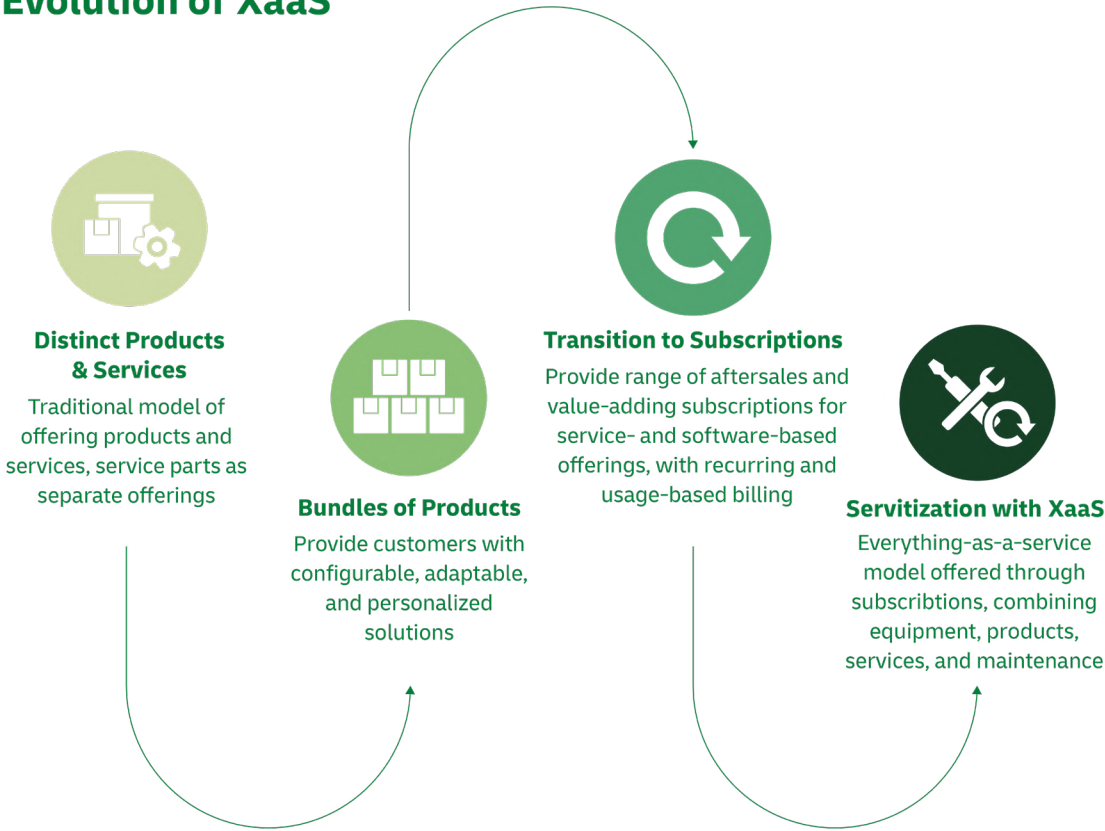 Evolution of XaaS
Distinct Products
& Services
Traditional model of
offering products and
services, service parts as
separate offerings
Bundles of Products
Provide customers with
configurable, adaptable,
and personalized
solutions
Transition to Subscriptions
Provide range of aftersales and
value-adding subscriptions for
service- and software-based
offerings, with recurring and
usage-based billing
Servitization with XaaS
Everything-as-a-service
model offered through
subscribtions, combining
equipment, products,
services, and maintenance